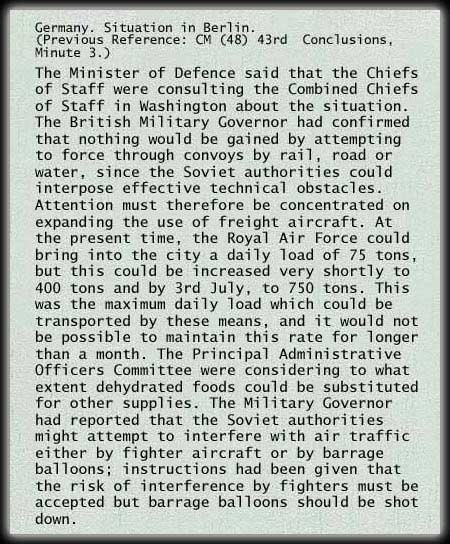 Germany. Situation in Berlin.
(Previous Reference: CM (48) 43rd  Conclusions,
Minute 3.)
The Minister of Defence said that the Chiefs
of Staff were consulting the Combined Chiefs
of Staff in Washington about the situation.
The British Military Governor had confirmed
that nothing would be gained by attempting
to force through convoys by rail, road or
water, since the Soviet authorities could
interpose effective technical obstacles.
Attention must therefore be concentrated on
expanding the use of freight aircraft. At
the present time, the Royal Air Force could
bring into the city a daily load of 75 tons,
but this could be increased very shortly to
400 tons and by 3rd July, to 750 tons. This
was the maximum daily load which could be
transported by these means, and it would not
be possible to maintain this rate for longer
than a month. The Principal Administrative
Officers Committee were considering to what
extent dehydrated foods could be substituted
for other supplies. The Military Governor
had reported that the Soviet authorities
might attempt to interfere with air traffic
either by fighter aircraft or by barrage
balloons; instructions had been given that
the risk of interference by fighters must be
accepted but barrage balloons should be shot
down.